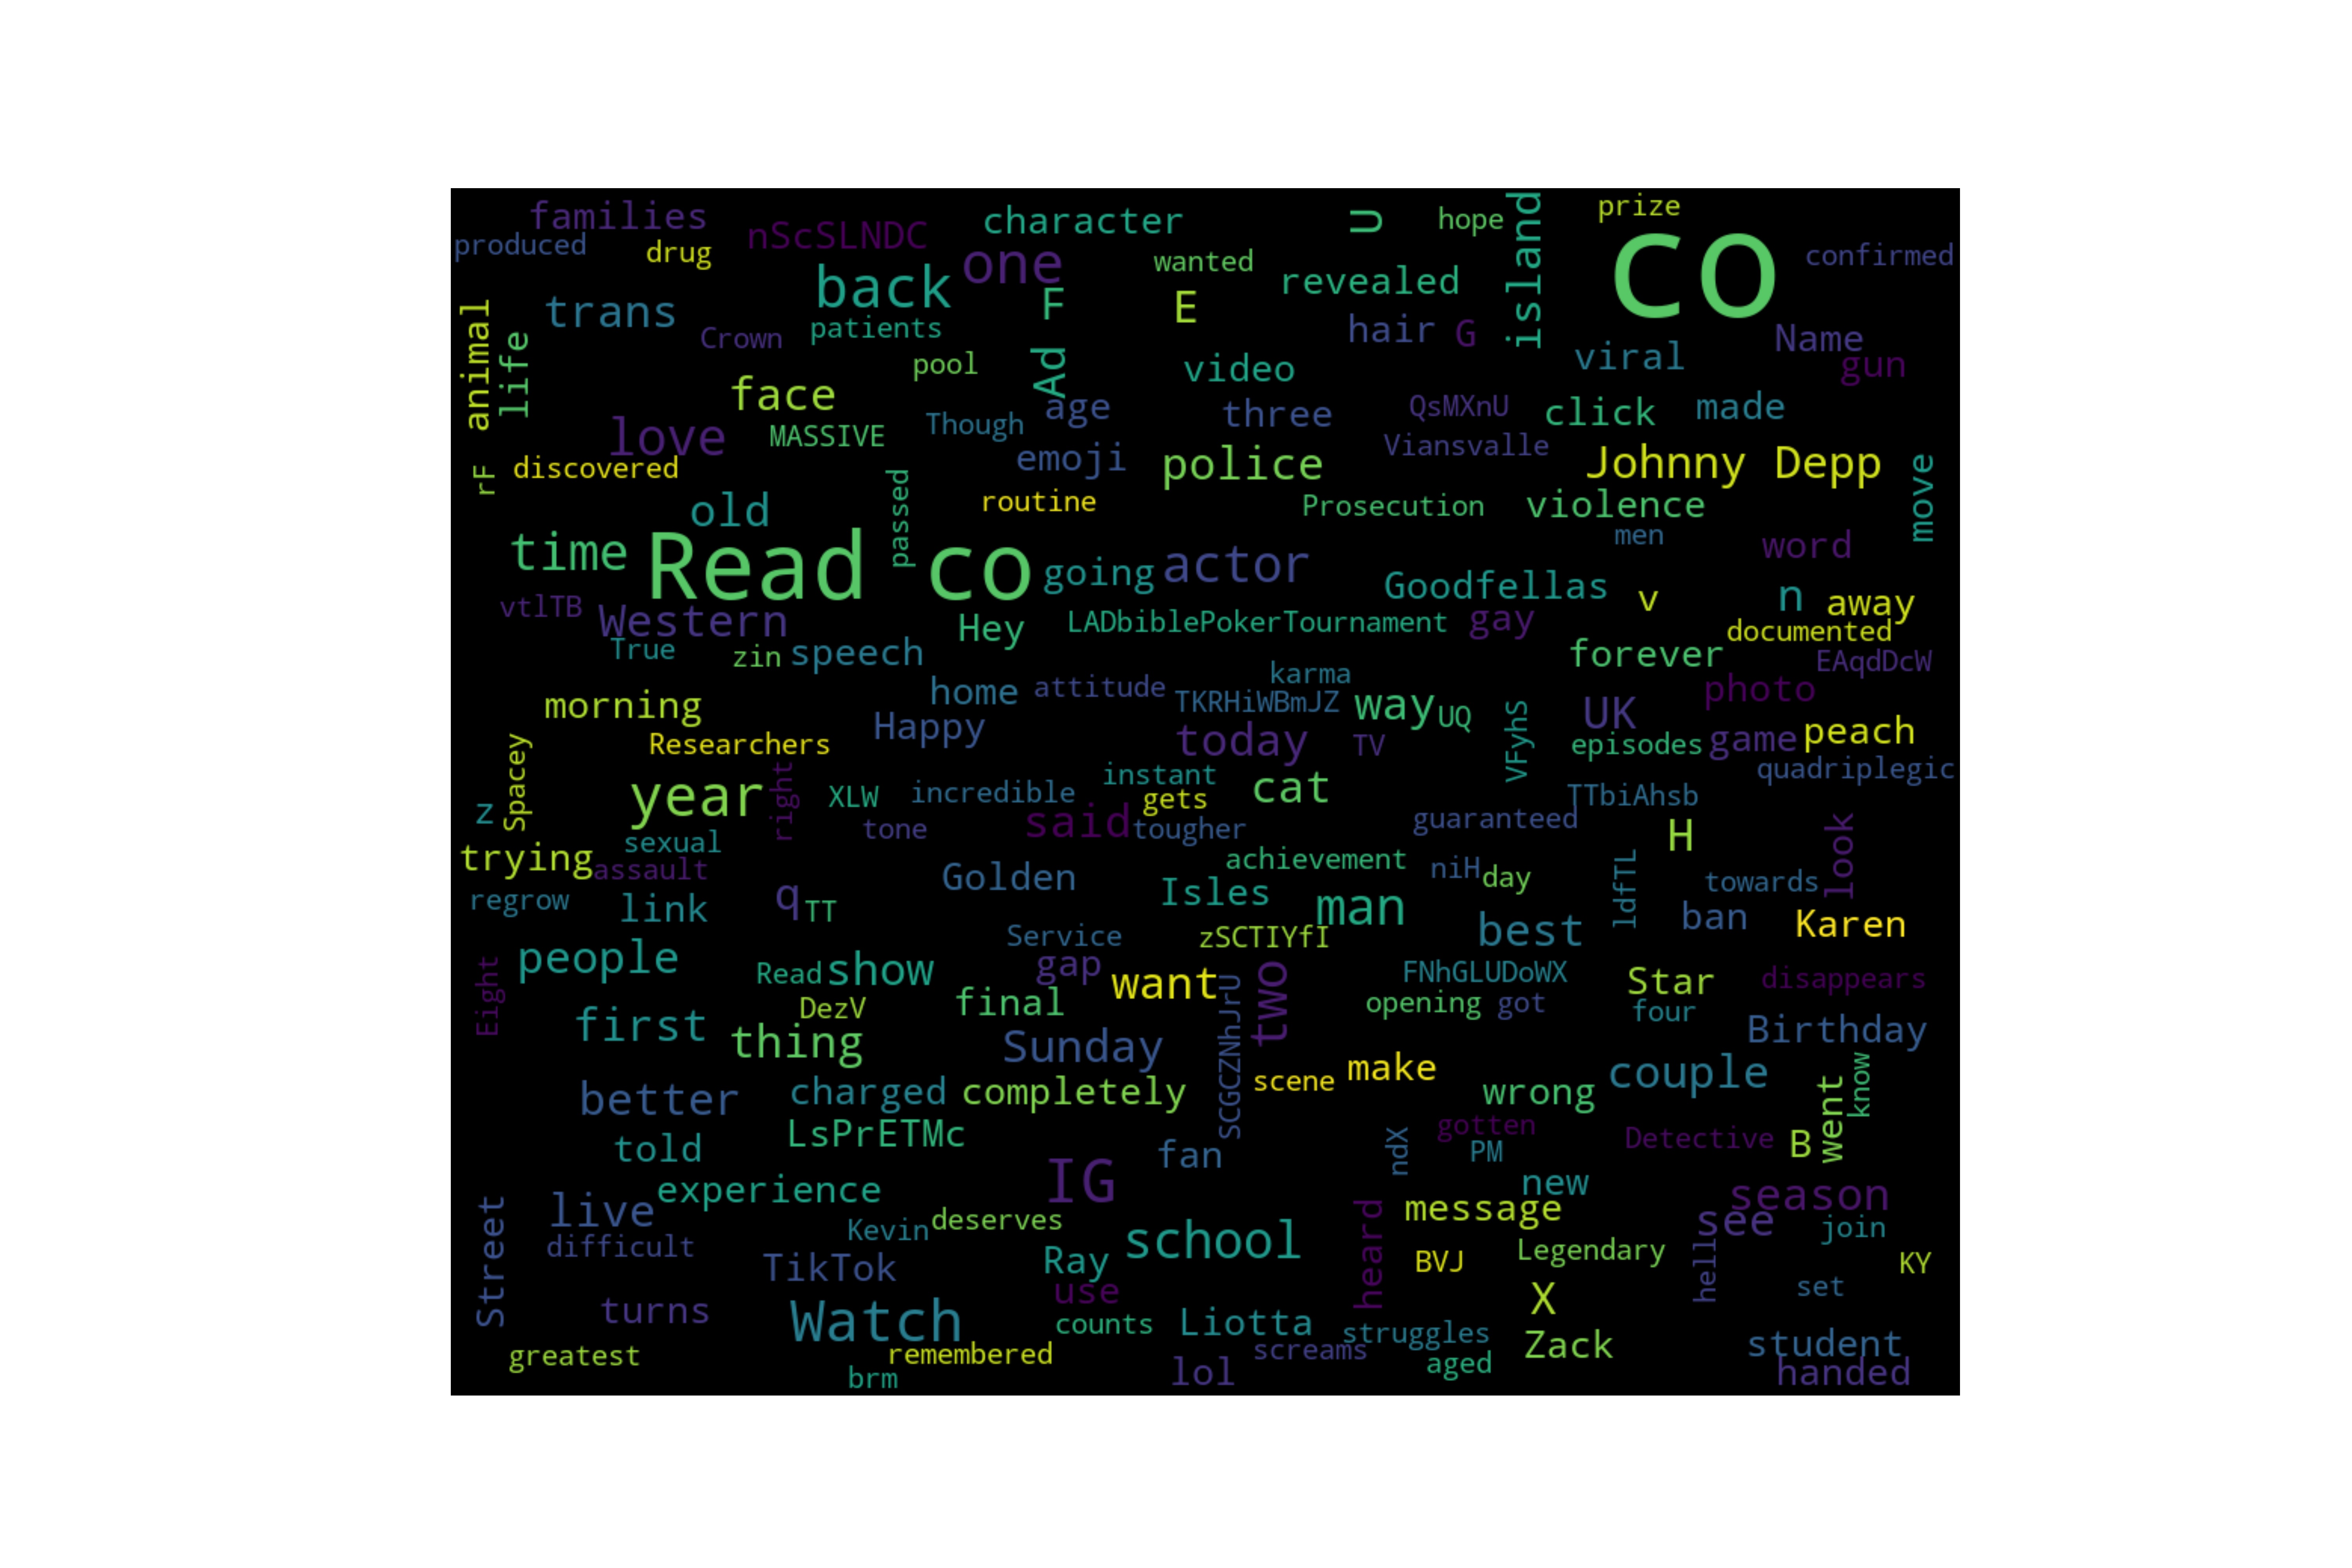 families
nScSLNDC
character
U
hope
island
prize
co
produced
drug
one
wanted
revealed
confirmed
back
F
E
trans
Crown
patients
hair
G
viral
Name
animal
life
pool
Ad
video
gun
face
age
three
QsMXnU
click
made
love
MASSIVE
Though
emoji
police
Viansvalle
Johnny Depp
rF
discovered
passed
routine
Prosecution
violence
move
old
men
word
time
Read co
going
actor
Goodfellas
v
n
away
vtlTB
Western
Hey
LADbiblePokerTournament
gay
documented
True
zin
speech
forever
EAqdDcW
karma
home
attitude
TKRHiWBmJZ
way
UQ
VFyhS
UK
photo
morning
Happy
Researchers
today
TV
episodes
game
peach
Spacey
right
instant
quadriplegic
year
XLW
incredible
gets
cat
TTbiAhsb
z
tone
said
tougher
guaranteed
H
look
sexual
trying
assault
achievement
niH
day
ldfTL
towards
Golden
regrow
link
q
TT
Isles
man
ban
Karen
Service
zSCTIYfI
best
people
Read
show
gap
want
two
FNhGLUDoWX
Star
disappears
Eight
DezV
final
SCGCZNhJrU
opening
got
four
first
thing
Sunday
Birthday
scene
make
couple
better
charged
completely
wrong
went
know
LsPrETMc
gotten
told
fan
ndX
PM
Detective
B
IG
new
experience
season
live
message
see
Street
Kevin
deserves
school
heard
join
difficult
Ray
Legendary
hell
TikTok
BVJ
KY
use
X
set
turns
Watch
counts
Liotta
struggles
Zack
student
greatest
remembered
screams
aged
brm
lol
handed